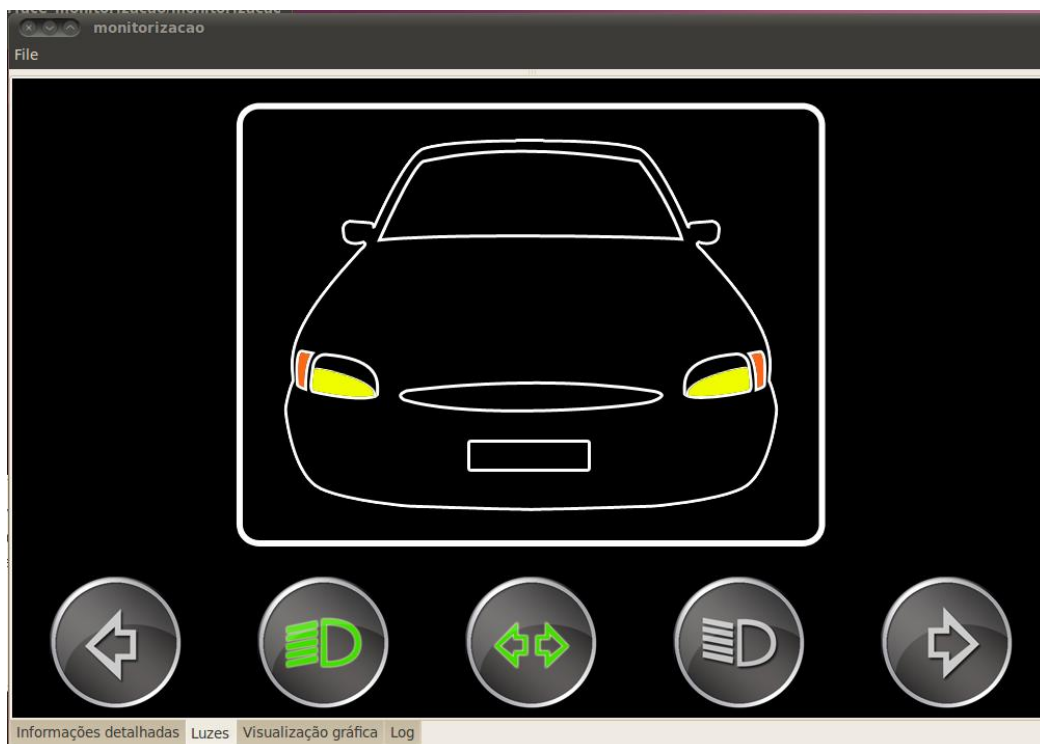 monitorizacao
File
Informações detalhadas Luzes Visualização gráfica Log